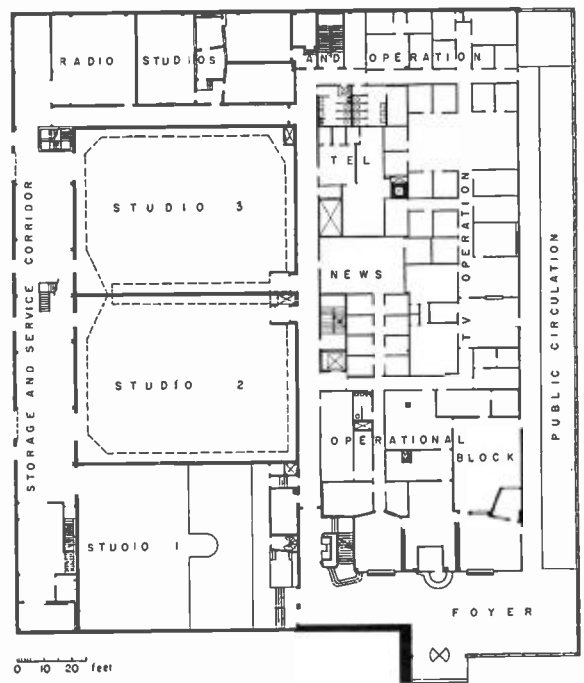 RADIO STUDIOS AND OPERATION
STUDIO 3
TEL
NEWS
TV OPERATION
PUBLIC CIRCULATION
STORAGE AND SERVICE CORRIDOR
STUDIO 2
OPERATIONAL
BLOCK
STUDIO 1
FOYER
0 10 20 feet